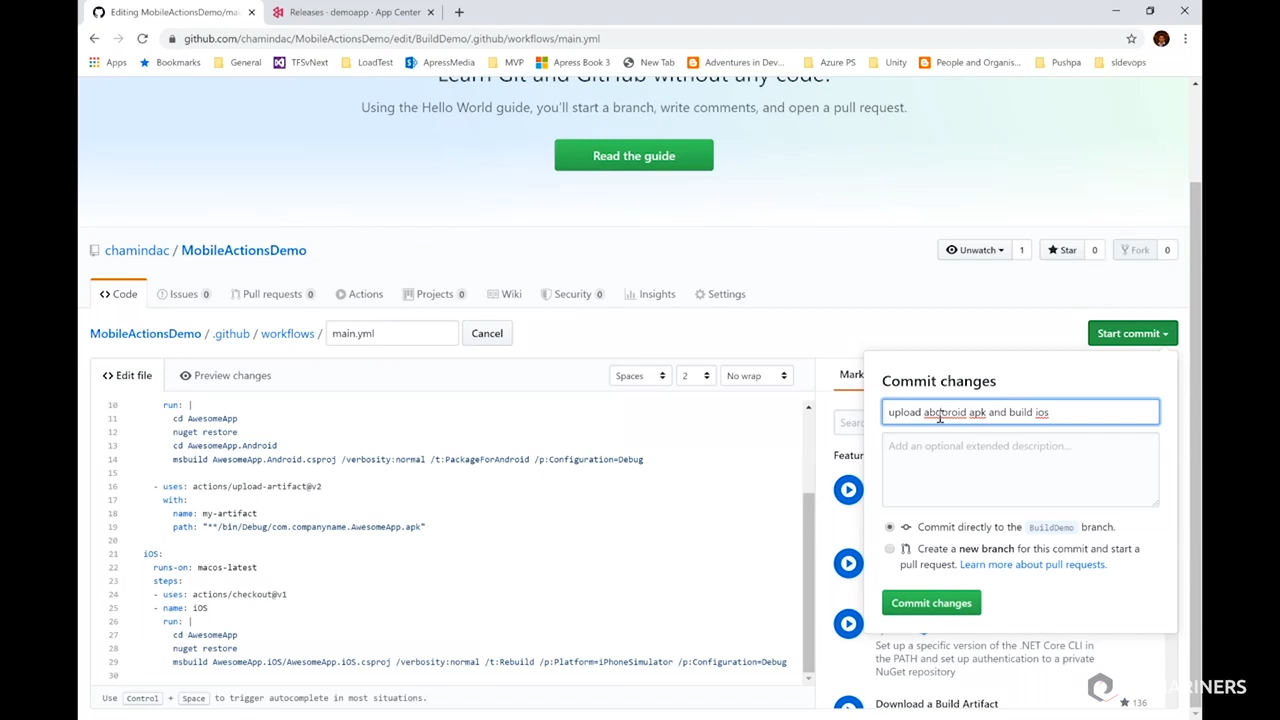 Editing MobileActionsDemo/mai
Releases · demoapp · App Center
github.com/chamindac/MobileActionsDemo/edit/BuildDemo/.github/workflows/main.yml
Apps Bookmarks General TFSvNext LoadTest ApressMedia MVP Apress Book 3 New Tab Adventures in Dev... Azure PS Unity People and Organis... Pushpa sldevops
Learn Git and GitHub without any code!
Using the Hello World guide, you'll start a branch, write comments, and open a pull request.
Read the guide
chamindac / MobileActionsDemo
Unwatch 1 Star 0 Fork 0
Code Issues 0 Pull requests 0 Actions Projects 0 Wiki Security 0 Insights Settings
MobileActionsDemo / .github / workflows / main.yml Cancel
Start commit
Edit file Preview changes
Spaces 2 No wrap
10 run: |
11 cd AwesomeApp
12 nuget restore
13 cd AwesomeApp.Android
14 msbuild AwesomeApp.Android.csproj /verbosity:normal /t:PackageForAndroid /p:Configuration=Debug
15
16 - uses: actions/upload-artifact@v2
17 with:
18 name: my-artifact
19 path: "**/bin/Debug/com.companyname.AwesomeApp.apk"
20
21 iOS:
22 runs-on: macos-latest
23 steps:
24 - uses: actions/checkout@v1
25 - name: iOS
26 run: |
27 cd AwesomeApp
28 nuget restore
29 msbuild AwesomeApp.iOS/AwesomeApp.iOS.csproj /verbosity:normal /t:Rebuild /p:Platform=iPhoneSimulator /p:Configuration=Debug
30
Use Control + Space to trigger autocomplete in most situations.
Mark
Sear
Featur
Commit changes
upload apk and build ios
Add an optional extended description...
Commit directly to the BuildDemo branch.
Create a new branch for this commit and start a
pull request. Learn more about pull requests.
Commit changes
Set up a specific version of the .NET Core CLI in
the PATH and set up authentication to a private
NuGet repository
Download a Build Artifact
136
ARINERS